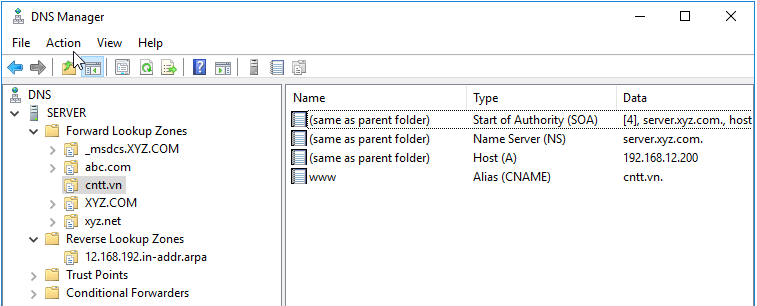 DNS Manager
File Action View Help
DNS
SERVER
Forward Lookup Zones
_msdcs.XYZ.COM
abc.com
cntt.vn
XYZ.COM
xyz.net
Reverse Lookup Zones
12.168.192.in-addr.arpa
Trust Points
Conditional Forwarders
Name Type Data
(same as parent folder) Start of Authority (SOA) [4], server.xyz.com., host
(same as parent folder) Name Server (NS) server.xyz.com.
(same as parent folder) Host (A) 192.168.12.200
www Alias (CNAME) cntt.vn.